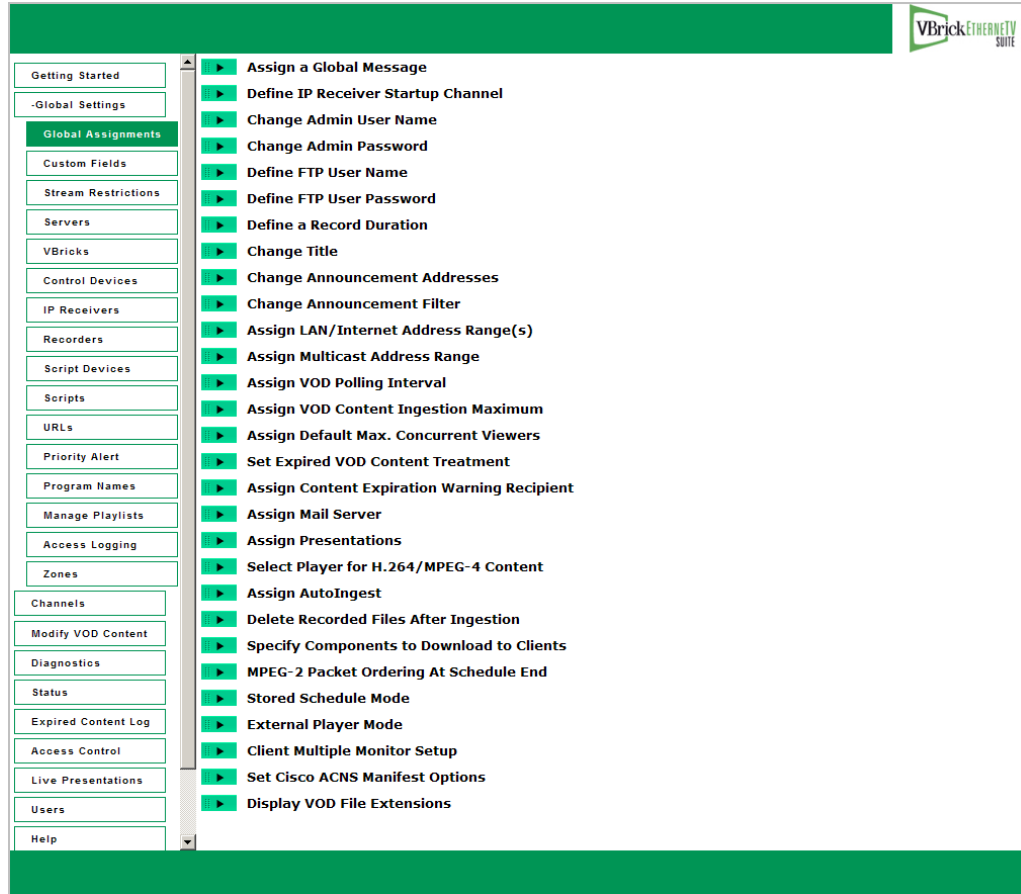 VBrick ETHERNETV
SUITE
Getting Started
-Global Settings
Global Assignments
Custom Fields
Stream Restrictions
Servers
VBricks
Control Devices
IP Receivers
Recorders
Script Devices
Scripts
URLs
Priority Alert
Program Names
Manage Playlists
Access Logging
Zones
Channels
Modify VOD Content
Diagnostics
Status
Expired Content Log
Access Control
Live Presentations
Users
Help
Assign a Global Message
Define IP Receiver Startup Channel
Change Admin User Name
Change Admin Password
Define FTP User Name
Define FTP User Password
Define a Record Duration
Change Title
Change Announcement Addresses
Change Announcement Filter
Assign LAN/Internet Address Range(s)
Assign Multicast Address Range
Assign VOD Polling Interval
Assign VOD Content Ingestion Maximum
Assign Default Max. Concurrent Viewers
Set Expired VOD Content Treatment
Assign Content Expiration Warning Recipient
Assign Mail Server
Assign Presentations
Select Player for H.264/MPEG-4 Content
Assign AutoIngest
Delete Recorded Files After Ingestion
Specify Components to Download to Clients
MPEG-2 Packet Ordering At Schedule End
Stored Schedule Mode
External Player Mode
Client Multiple Monitor Setup
Set Cisco ACNS Manifest Options
Display VOD File Extensions